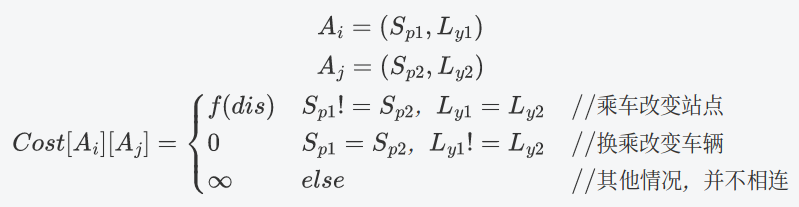 A_i = (S_{p1}, L_{y1})
A_j = (S_{p2}, L_{y2})
Cost[A_i][A_j] = { f(dis) S_{p1}! = S_{p2}，L_{y1} = L_{y2} //乘车改变站点
0 S_{p1} = S_{p2}，L_{y1}! = L_{y2} //换乘改变车辆
∞ else //其他情况，并不相连